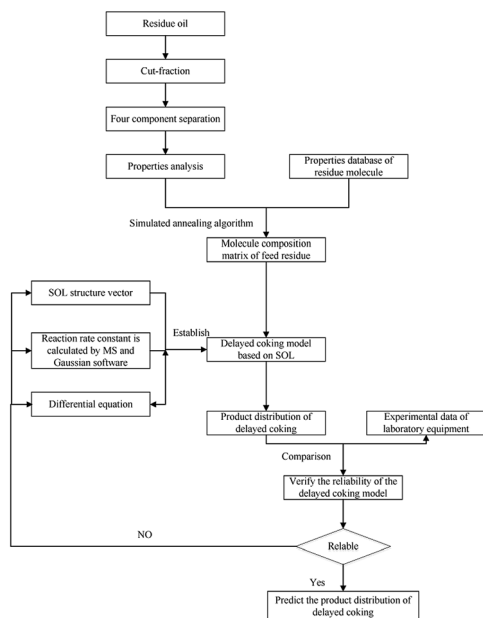 Residue oil
Cut-fraction
Four component separation
Properties analysis
Properties database of
residue molecule
Simulated annealing algorithm
Molecule composition
matrix of feed residue
SOL structure vector
Reaction rate constant is
calculated by MS and
Gaussian software
Differential equation
Establish
Delayed coking model
based on SOL
Product distribution of
delayed coking
Experimental data of
laboratory equipment
Comparison
Verify the reliability of the
delayed coking model
NO
Relable
Yes
Predict the product distribution of
delayed coking